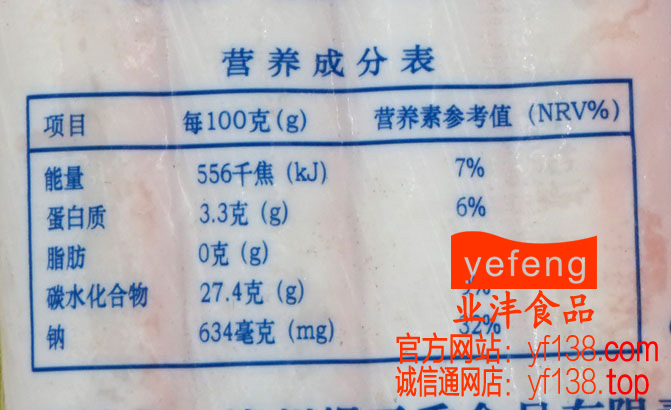 营养成分表
项目 每100克(g) 营养素参考值 (NRV%)
能量 556千焦 (kJ) 7%
蛋白质 3.3克 (g) 6%
脂肪 0克 (g)
碳水化合物 27.4克 (g)
钠 634毫克 (mg) 32%
yefeng
业沣食品
官方网站：yf138.com
诚信通网店：yf138.top